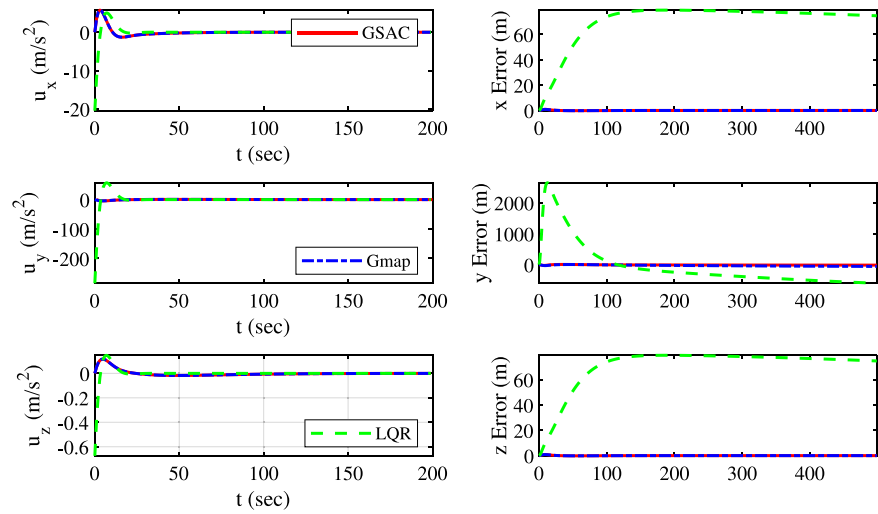 0
-10
-20
u_x (m/s^2)
GSAC
0 50 100 150 200
t (sec)
60
40
20
0
x Error (m)
0 100 200 300 400
0
-100
-200
u_y (m/s^2)
Gmap
0 50 100 150 200
t (sec)
2000
1000
0
y Error (m)
0 100 200 300 400
0
-0.2
-0.4
-0.6
u_z (m/s^2)
LQR
0 50 100 150 200
t (sec)
60
40
20
0
z Error (m)
0 100 200 300 400